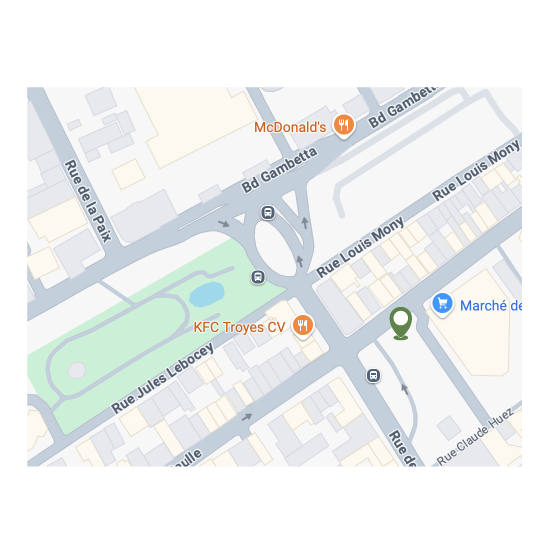 Bd Gambetta
McDonald's
Bd Gambetta
Rue Louis Mony
Rue de la Paix
Rue Louis Mony
Marché de
KFC Troyes CV
Rue Jules Lebocey
Rue Claude Huez
Rue de
aulle